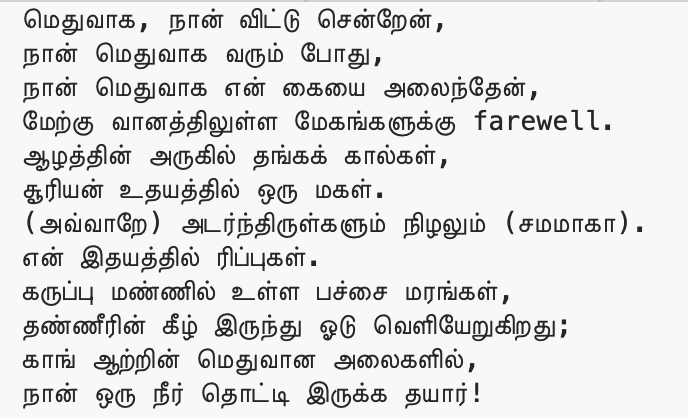 மெதுவாக, நான் விட்டு சென்றேன்,
நான் மெதுவாக வரும் போது,
நான் மெதுவாக என் கையை அலைந்தேன்,
மேற்கு வானத்திலுள்ள மேகங்களுக்கு farewell.
ஆழத்தின் அருகில் தங்கக் கால்கள்,
சூரியன் உதயத்தில் ஒரு மகள்.
(அவ்வாறே) அடர்ந்திருள்களும் நிழலும் (சமமாகா).
என் இதயத்தில் ரிப்புகள்.
கருப்பு மண்ணில் உள்ள பச்சை மரங்கள்,
தண்ணீரின் கீழ் இருந்து ஓடு வெளியேறுகிறது;
காங் ஆற்றின் மெதுவான அலைகளில்,
நான் ஒரு நீர் தொட்டி இருக்க தயார்!